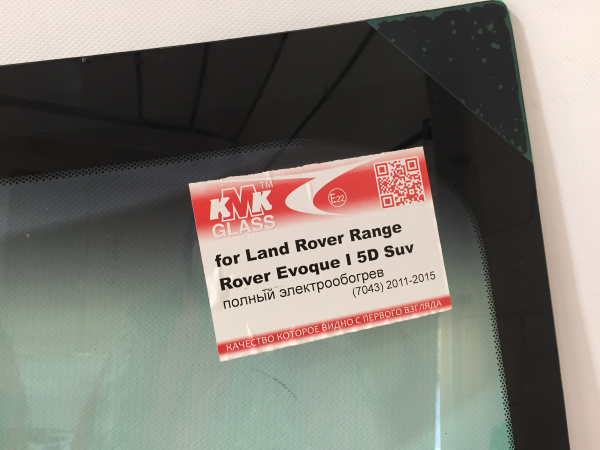 KMK TM
GLASS
E22
for Land Rover Range
Rover Evoque I 5D Suv
полный электрообогрев
(7043) 2011-2015
КАЧЕСТВО КОТОРОЕ ВИДНО С ПЕРВОГО ВЗГЛЯДА